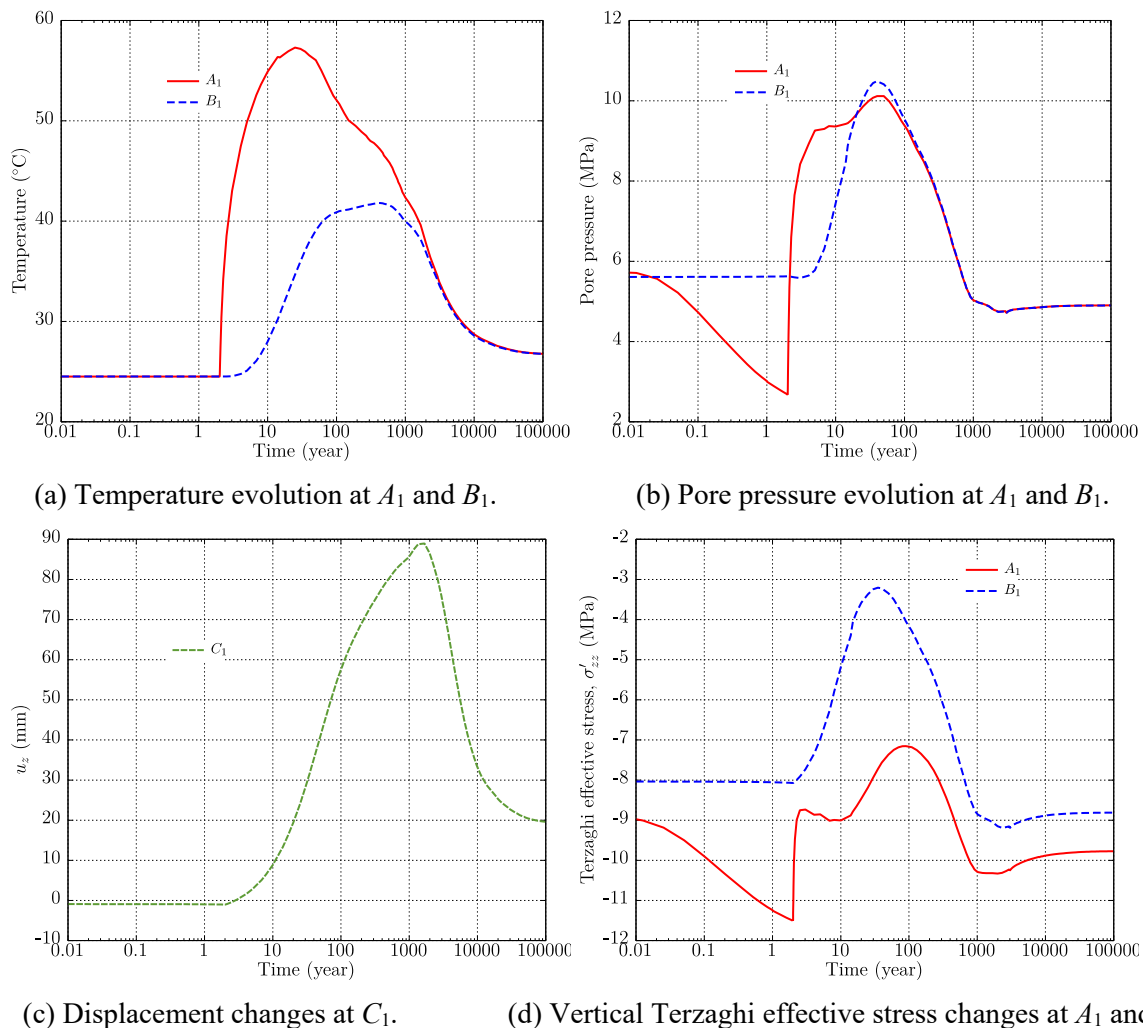 60
50
40
30
20
Temperature (°C)
A₁
B₁
0.01 0.1 1 10 100 1000 10000 100000
Time (year)
12
10
8
6
4
2
Pore pressure (MPa)
A₁
B₁
0.01 0.1 1 10 100 1000 10000 100000
Time (year)
(a) Temperature evolution at A₁ and B₁.
(b) Pore pressure evolution at A₁ and B₁.
90
80
70
60
50
40
30
20
10
0
-10
u_z (mm)
C₁
0.01 0.1 1 10 100 1000 10000 100000
Time (year)
-2
-3
-4
-5
-6
-7
-8
-9
-10
-11
-12
Terzaghi effective stress, σ′_zz (MPa)
A₁
B₁
0.01 0.1 1 10 100 1000 10000 100000
Time (year)
(c) Displacement changes at C₁.
(d) Vertical Terzaghi effective stress changes at A₁ and